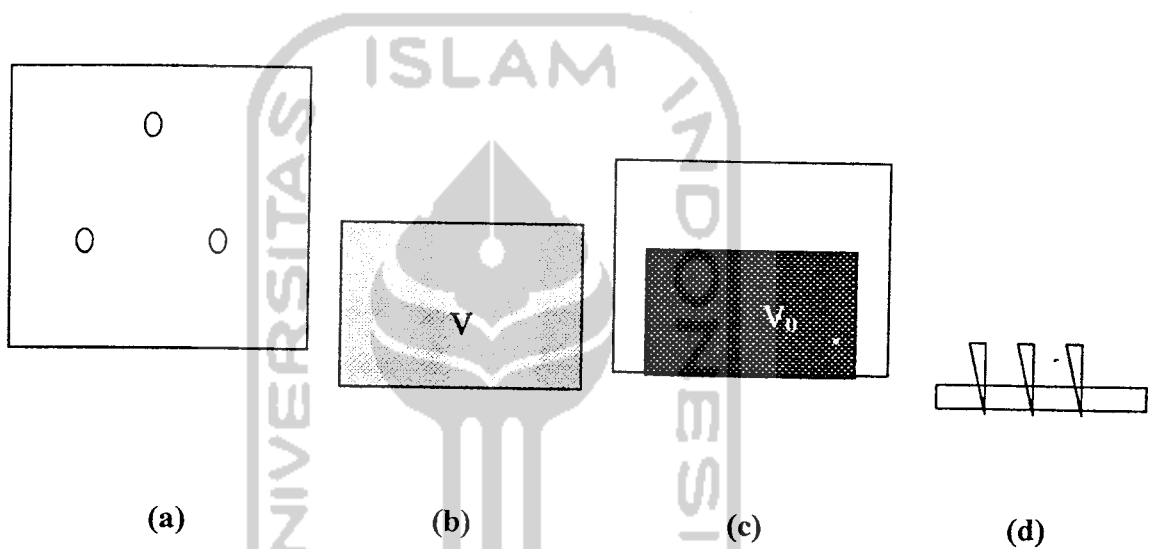 UNIVERSITAS
ISLAM
INDONESI
V
V₀
(a)
(b)
(c)
(d)